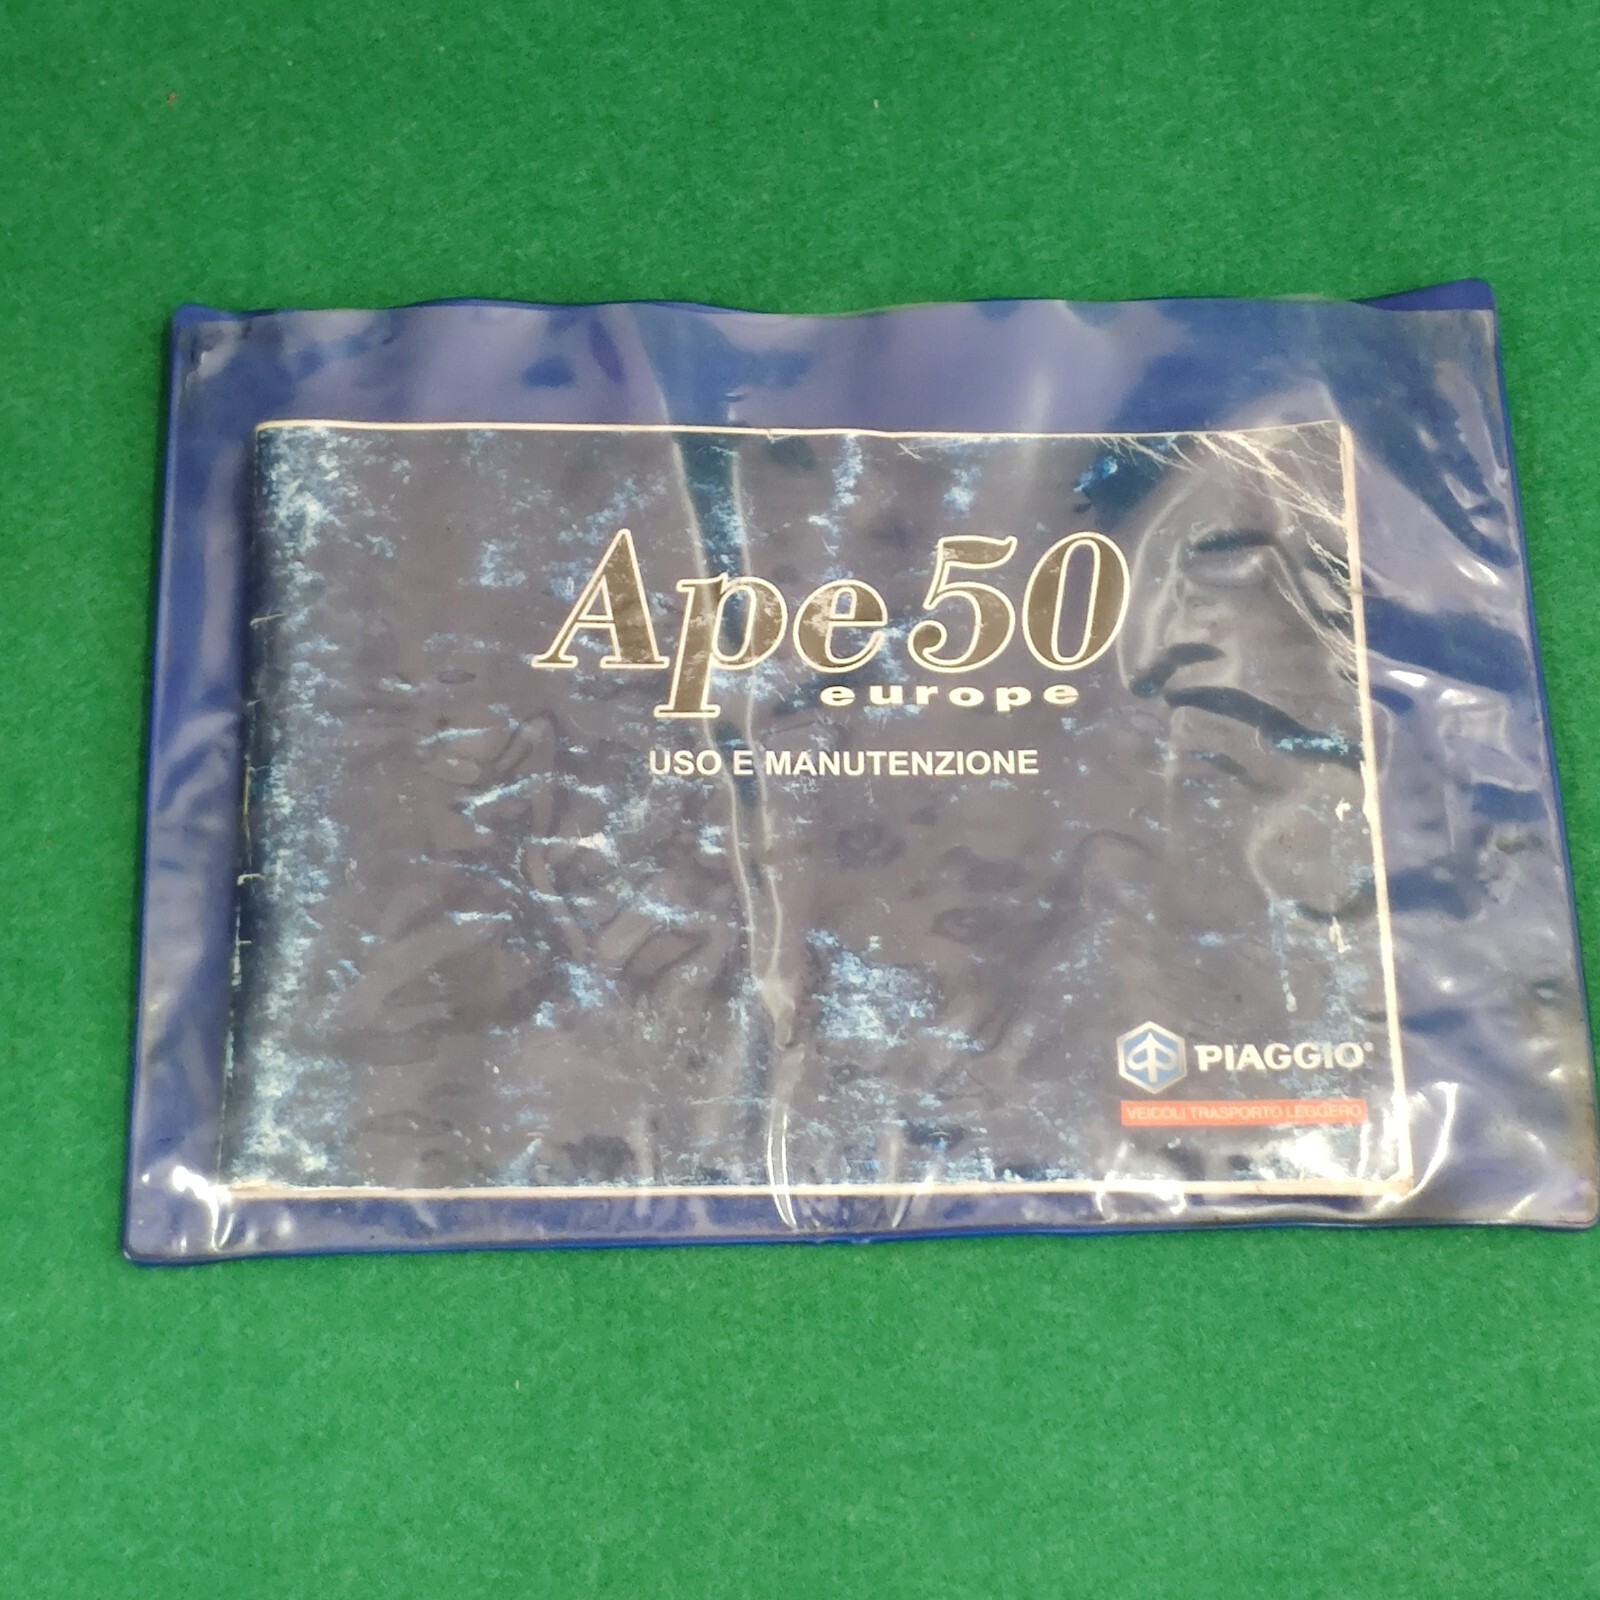 Ape 50
europe
USO E MANUTENZIONE
PIAGGIO®
VEICOLI TRASPORTO LEGGERO